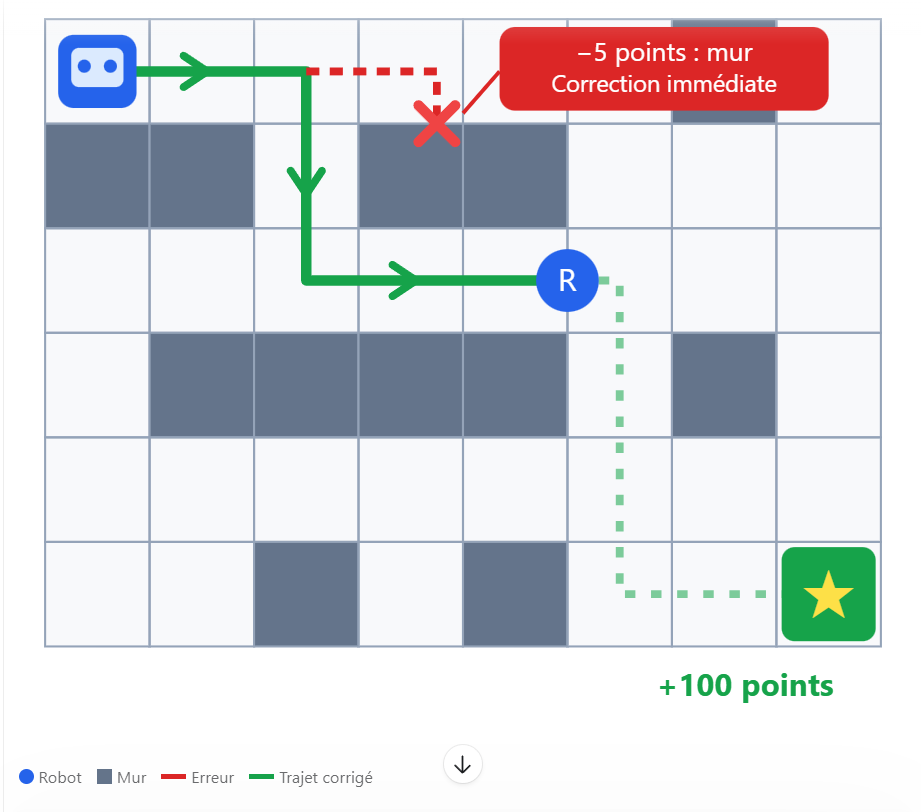 −5 points : mur
Correction immédiate
R
+100 points
Robot
Mur
Erreur
Trajet corrigé